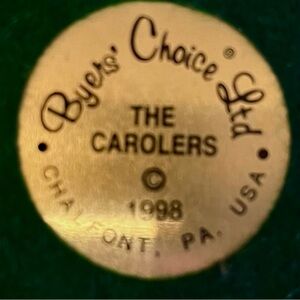 Byers' Choice Ltd ©
THE
CAROLERS
©
1998
• CHALFONT, PA. USA •